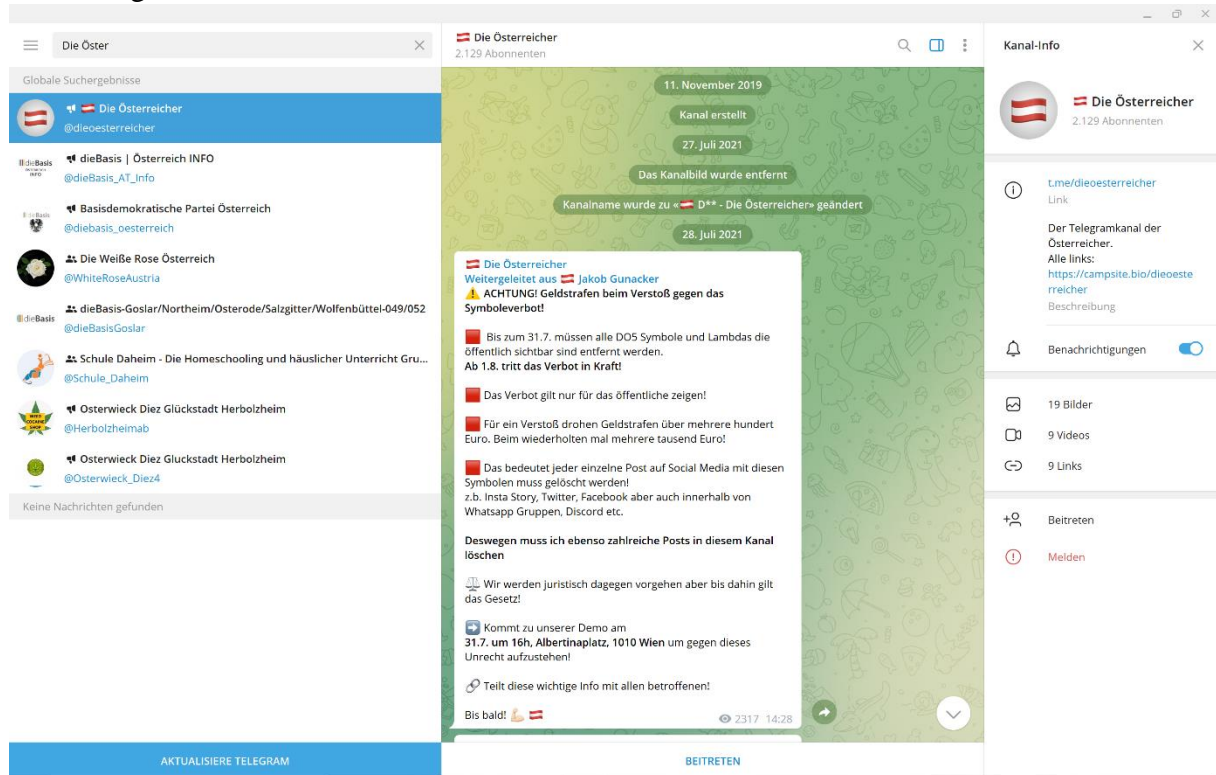 Die Öster
Globale Suchergebnisse
Die Österreicher
@dieoesterreicher
dieBasis | Österreich INFO
@dieBasis_AT_Info
Basisdemokratische Partei Österreich
@diebasis_oesterreich
Die Weiße Rose Österreich
@WhiteRoseAustria
dieBasis
dieBasis-Goslar/Northeim/Osterode/Salzgitter/Wolfenbüttel-049/052
@dieBasisGoslar
Schule Daheim - Die Homeschooling und häuslicher Unterricht Gru...
@Schule_Daheim
Osterwieck Diez Glückstadt Herbolzheim
@Herbolzheimab
Osterwieck Diez Gluckstadt Herbolzheim
@Osterwieck_Diez4
Keine Nachrichten gefunden
AKTUALISIERE TELEGRAM
Die Österreicher
2.129 Abonnenten
11. November 2019
Kanal erstellt
27. Juli 2021
Das Kanalbild wurde entfernt
Kanalname wurde zu «🇦🇹 D** - Die Österreicher» geändert
28. Juli 2021
Die Österreicher
Weitergeleitet aus 🇦🇹 Jakob Gunacker
⚠️ ACHTUNG! Geldstrafen beim Verstoß gegen das
Symboleverbot!
🟥 Bis zum 31.7. müssen alle DO5 Symbole und Lambdas die
öffentlich sichtbar sind entfernt werden.
Ab 1.8. tritt das Verbot in Kraft!
🟥 Das Verbot gilt nur für das öffentliche zeigen!
🟥 Für ein Verstoß drohen Geldstrafen über mehrere hundert
Euro. Beim wiederholten mal mehrere tausend Euro!
🟥 Das bedeutet jeder einzelne Post auf Social Media mit diesen
Symbolen muss gelöscht werden!
z.b. Insta Story, Twitter, Facebook aber auch innerhalb von
Whatsapp Gruppen, Discord etc.
Deswegen muss ich ebenso zahlreiche Posts in diesem Kanal
löschen
⚖️ Wir werden juristisch dagegen vorgehen aber bis dahin gilt
das Gesetz!
➡️ Kommt zu unserer Demo am
31.7. um 16h, Albertinaplatz, 1010 Wien um gegen dieses
Unrecht aufzustehen!
🔗 Teilt diese wichtige Info mit allen betroffenen!
Bis bald! 💪🏻 🇦🇹
2317 14:28
BEITRETEN
Kanal-Info
Die Österreicher
2.129 Abonnenten
t.me/dieoesterreicher
Link
Der Telegramkanal der
Österreicher.
Alle links:
https://campsite.bio/dieoeste
rreicher
Beschreibung
Benachrichtigungen
19 Bilder
9 Videos
9 Links
Beitreten
Melden